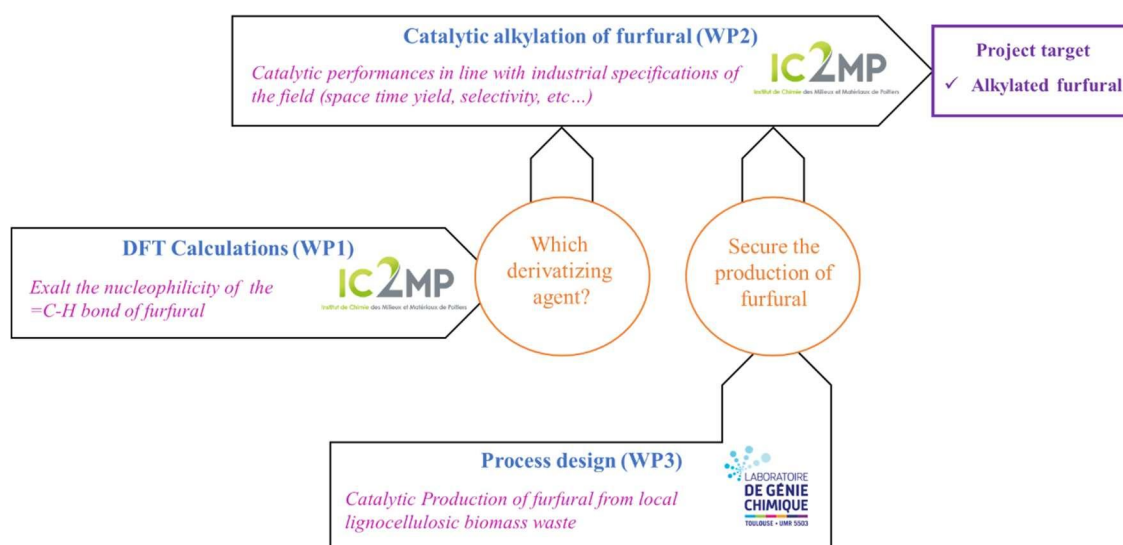 Catalytic alkylation of furfural (WP2)
Catalytic performances in line with industrial specifications of
the field (space time yield, selectivity, etc…)
IC2MP
Institut de Chimie des Milieux et Matériaux de Poitiers
Project target
✓ Alkylated furfural
DFT Calculations (WP1)
Exalt the nucleophilicity of the
=C-H bond of furfural
IC2MP
Institut de Chimie des Milieux et Matériaux de Poitiers
Which
derivatizing
agent?
Secure the
production of
furfural
Process design (WP3)
Catalytic Production of furfural from local
lignocellulosic biomass waste
LABORATOIRE
DE GÉNIE
CHIMIQUE
TOULOUSE • UMR 5503